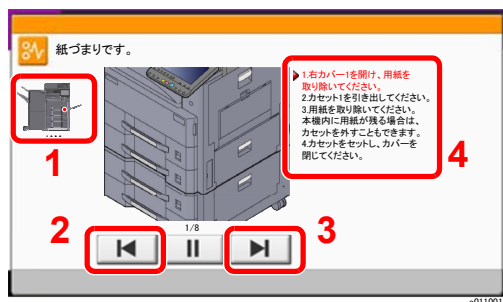 紙づまりです。
1.右カバー1を開け、用紙を
取り除いてください。
2.カセット1を引き出してください。
3.用紙を取り除いてください。
本機内に用紙が残る場合は、
カセットを外すこともできます。
4.カセットをセットし、カバーを
閉じてください。
1
4
2
1/8
3
e011001